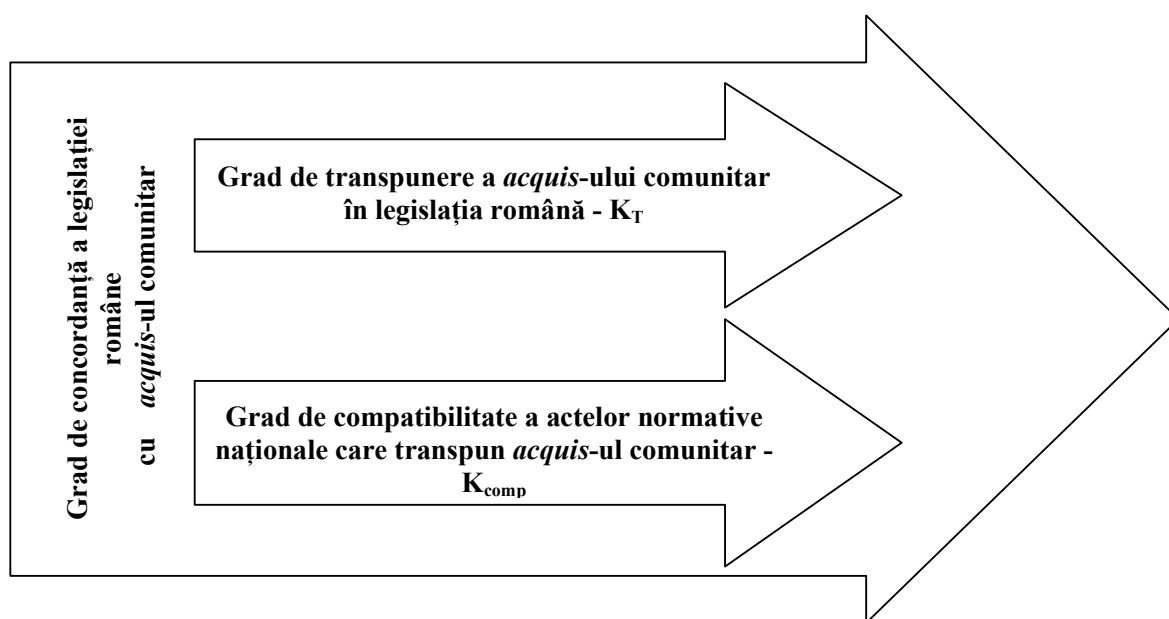 Grad de concordanță a legislației
române
cu acquis-ul comunitar
Grad de transpunere a acquis-ului comunitar
în legislația română - K_T
Grad de compatibilitate a actelor normative
naționale care transpun acquis-ul comunitar -
K_comp